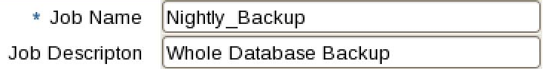 * Job Name Nightly_Backup
Job Descripton Whole Database Backup